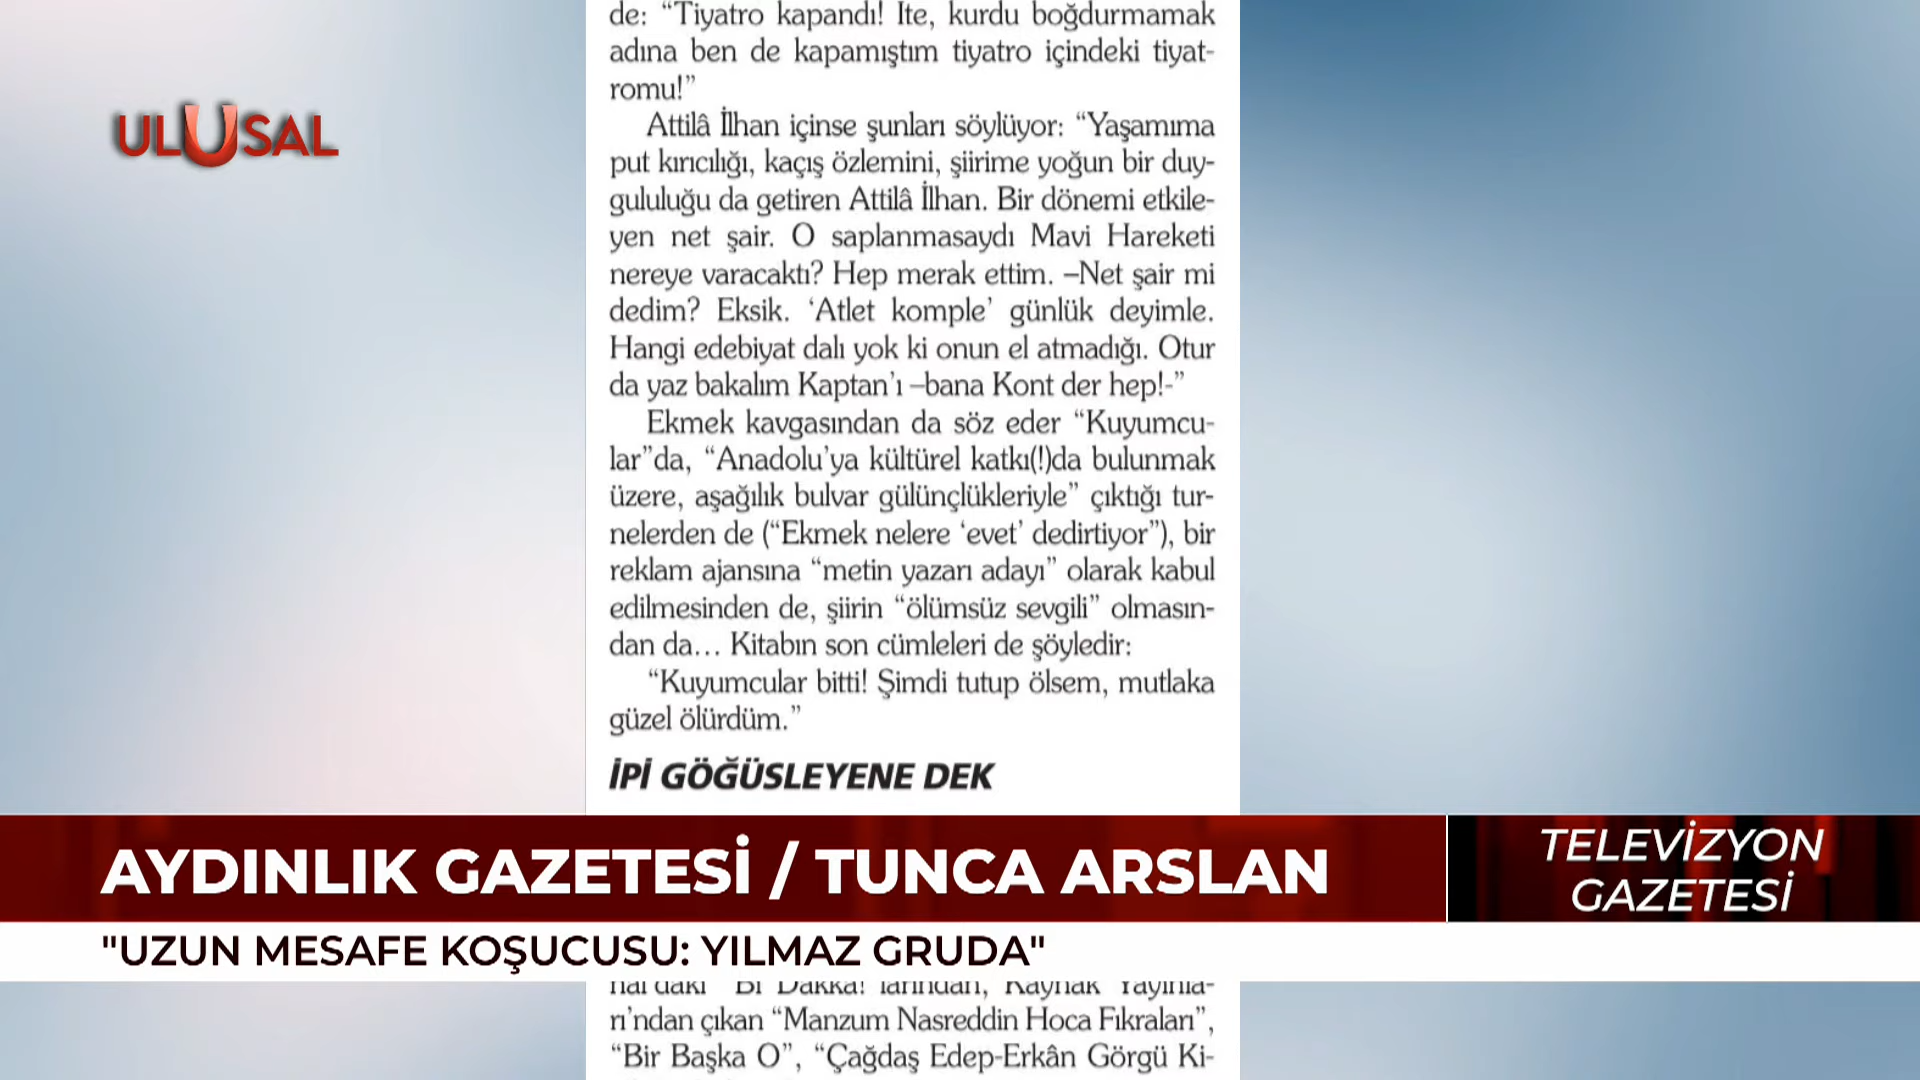 de: “Tiyatro kapandı! İte, kurdu boğdurmamak
adına ben de kapamıştım tiyatro içindeki tiyat-
romu!”
ULUSAL
Attilâ İlhan içinse şunları söylüyor: “Yaşamıma
put kırıcılığı, kaçış özlemini, şiirime yoğun bir duy-
gululuğu da getiren Attilâ İlhan. Bir dönemi etkile-
yen net şair. O saplanmasaydı Mavi Hareketi
nereye varacaktı? Hep merak ettim. –Net şair mi
dedim? Eksik. ‘Atlet komple’ günlük deyimle.
Hangi edebiyat dalı yok ki onun el atmadığı. Otur
da yaz bakalım Kaptan’ı –bana Kont der hep!-”
Ekmek kavgasından da söz eder “Kuyumcu-
lar”da, “Anadolu’ya kültürel katkı(!)da bulunmak
üzere, aşağılık bulvar gülünçlükleriyle” çıktığı tur-
nelerden de (“Ekmek nelere ‘evet’ dedirtiyor”), bir
reklam ajansına “metin yazarı adayı” olarak kabul
edilmesinden de, şiirin “ölümsüz sevgili” olmasın-
dan da… Kitabın son cümleleri de şöyledir:
“Kuyumcular bitti! Şimdi tutup ölsem, mutlaka
güzel ölürdüm.”
İPİ GÖĞÜSLEYENE DEK
AYDINLIK GAZETESİ / TUNCA ARSLAN
TELEVİZYON
GAZETESİ
"UZUN MESAFE KOŞUCUSU: YILMAZ GRUDA"
Bi Dakka! larından, Kaynak Yayınla-
rı’ndan çıkan “Manzum Nasreddin Hoca Fıkraları”,
“Bir Başka O”, “Çağdaş Edep-Erkân Görgü Ki-